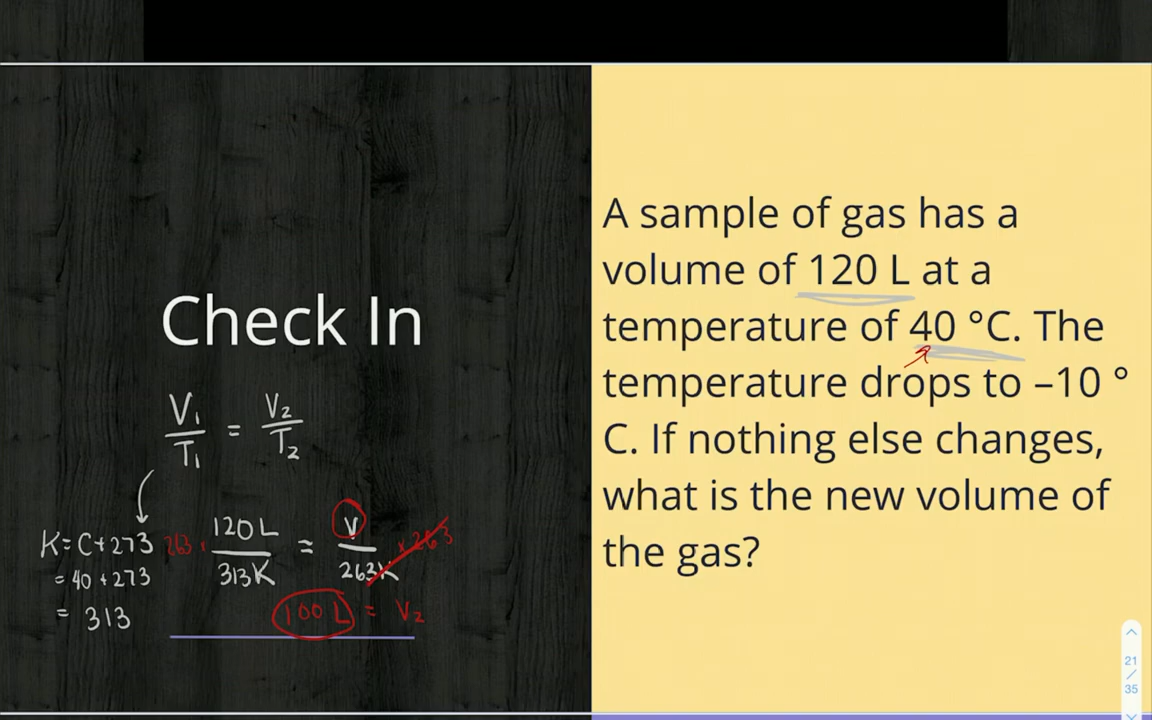 Check In
V₁/T₁ = V₂/T₂
K = C + 273
= 40 + 273
= 313
263 × 120 L / 313 K = V / 263 K × 263
100 L = V₂
A sample of gas has a
volume of 120 L at a
temperature of 40 °C. The
temperature drops to –10 °
C. If nothing else changes,
what is the new volume of
the gas?
21
/
35